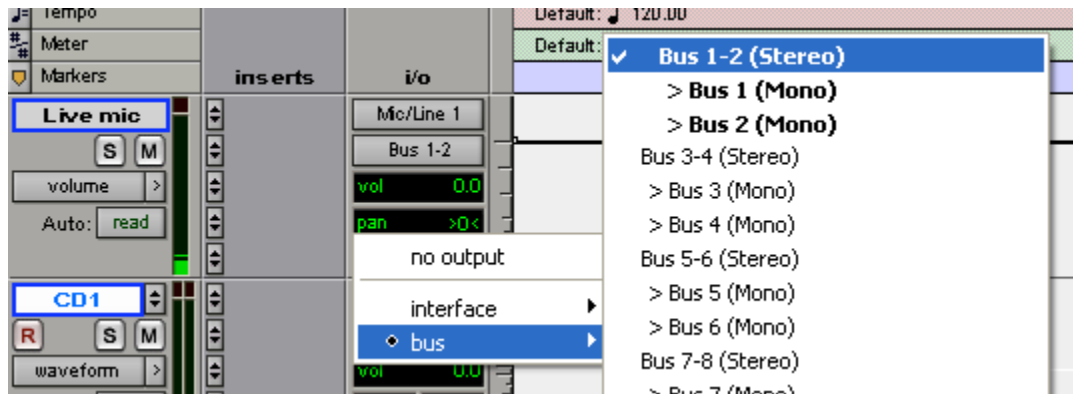 Tempo
Default: 120.00
Meter
Default:
Markers
inserts
i/o
Live mic
S M
volume >
Auto: read
Mic/Line 1
Bus 1-2
vol 0.0
pan >0<
CD1
R S M
waveform >
vol 0.0
no output
interface
bus
Bus 1-2 (Stereo)
> Bus 1 (Mono)
> Bus 2 (Mono)
Bus 3-4 (Stereo)
> Bus 3 (Mono)
> Bus 4 (Mono)
Bus 5-6 (Stereo)
> Bus 5 (Mono)
> Bus 6 (Mono)
Bus 7-8 (Stereo)
> Bus 7 (Mono)